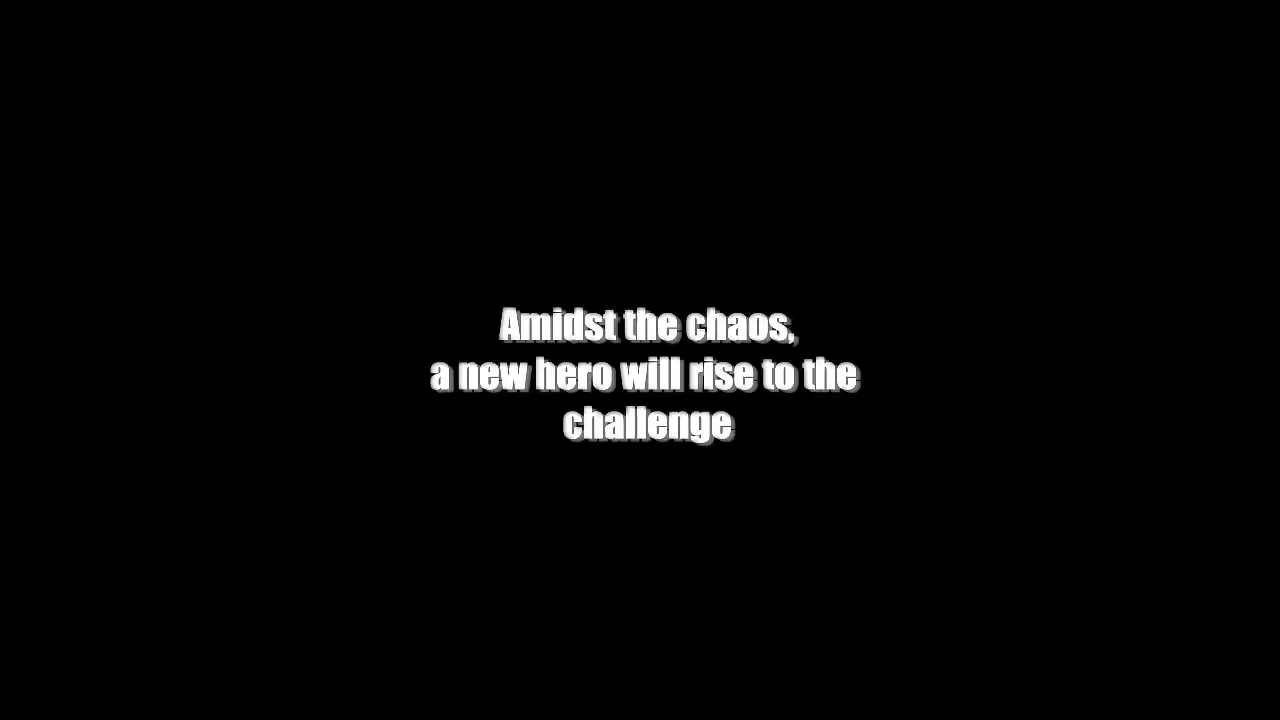 Amidst the chaos,
a new hero will rise to the
challenge